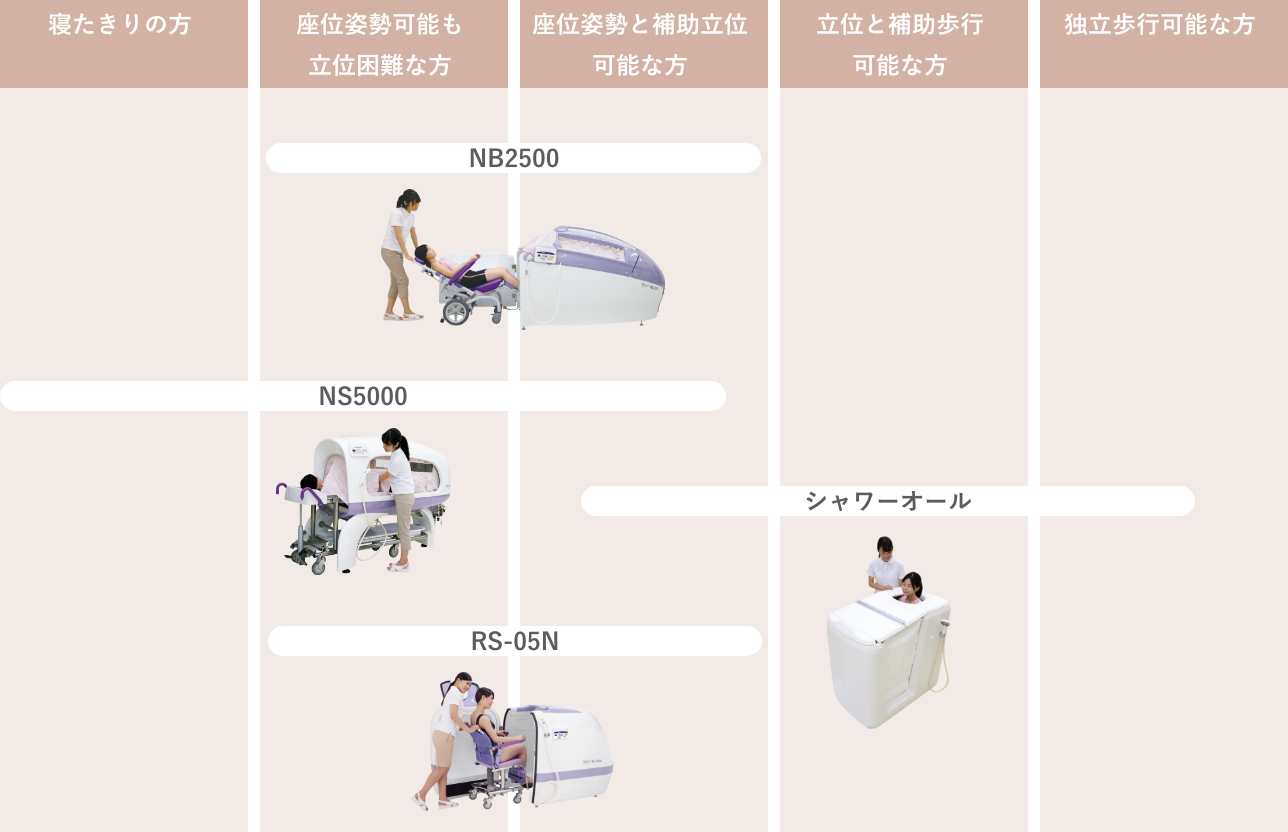 寝たきりの方
座位姿勢可能も
立位困難な方
座位姿勢と補助立位
可能な方
立位と補助歩行
可能な方
独立歩行可能な方
NB2500
NS5000
シャワーオール
RS-05N